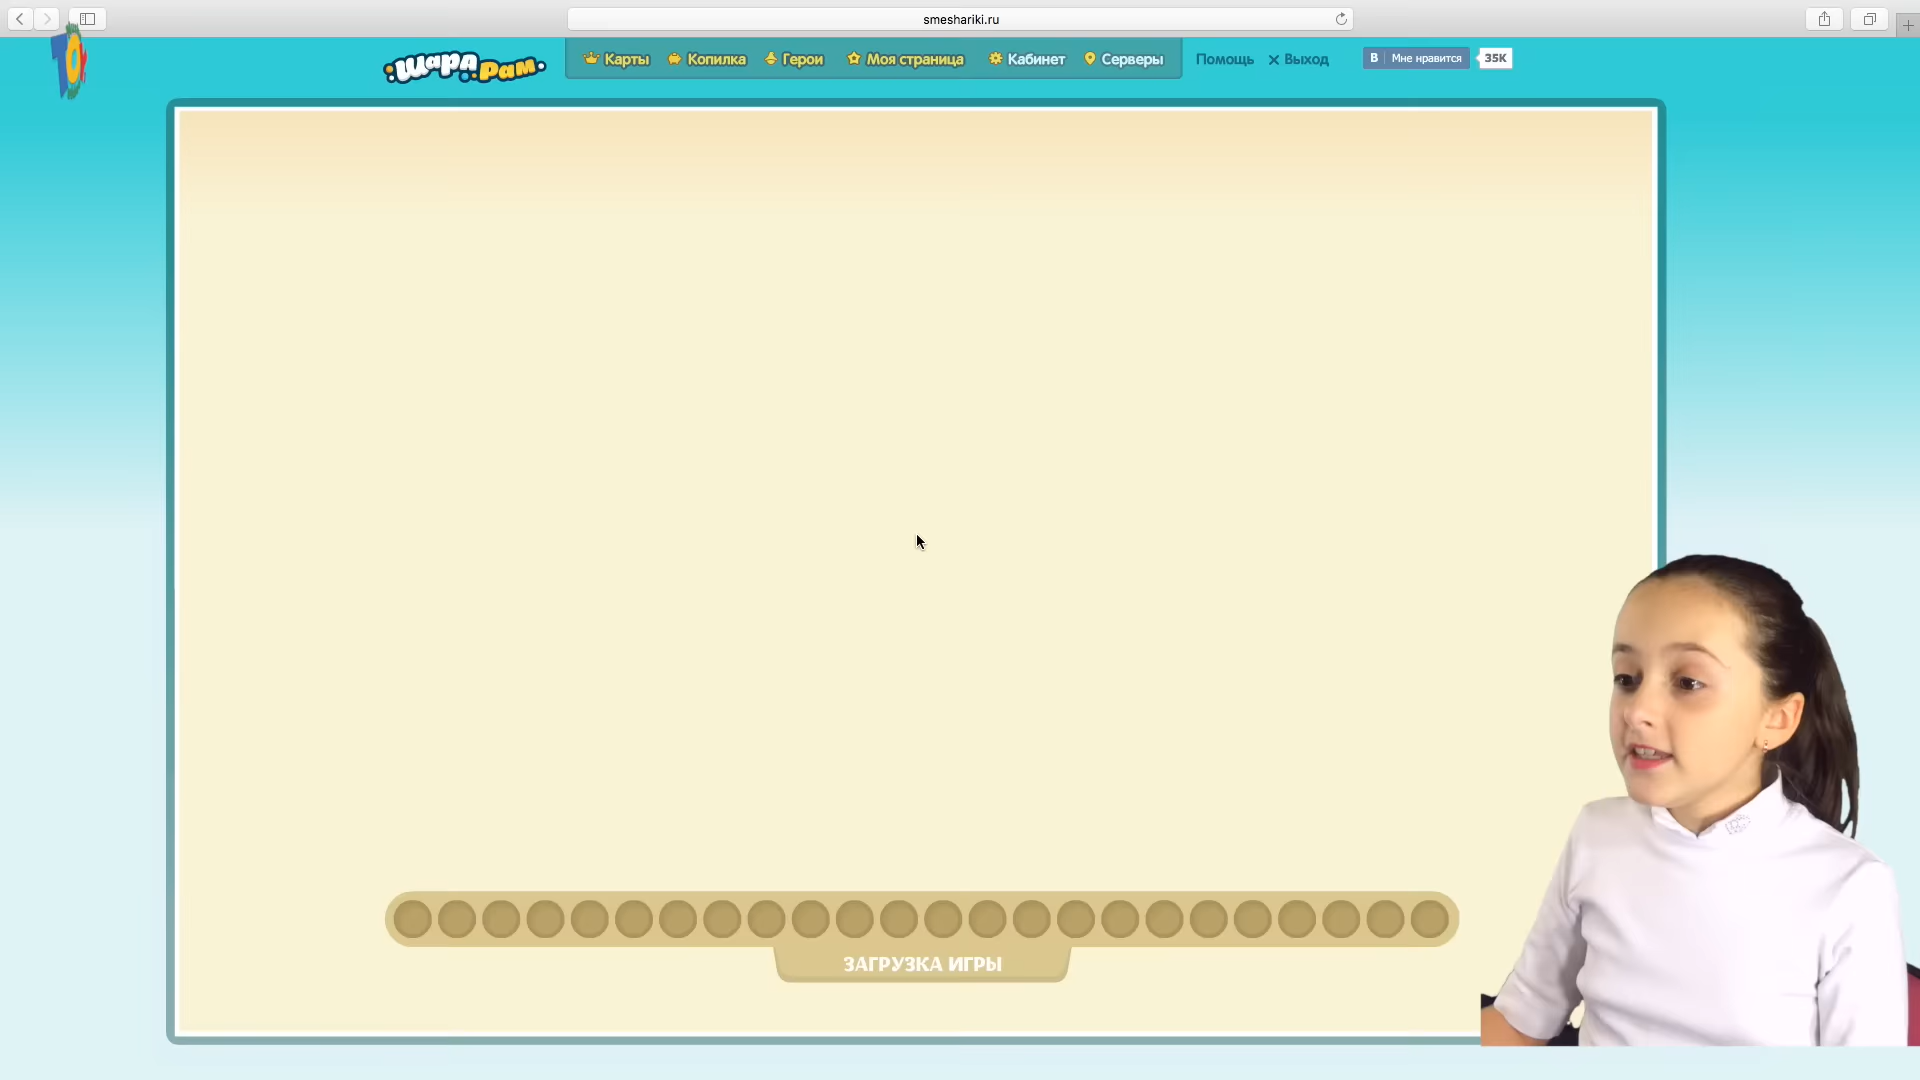 smeshariki.ru
Шарарам
Карты Копилка Герои Моя страница Кабинет Серверы Помощь Выход
B Мне нравится 35K
ЗАГРУЗКА ИГРЫ